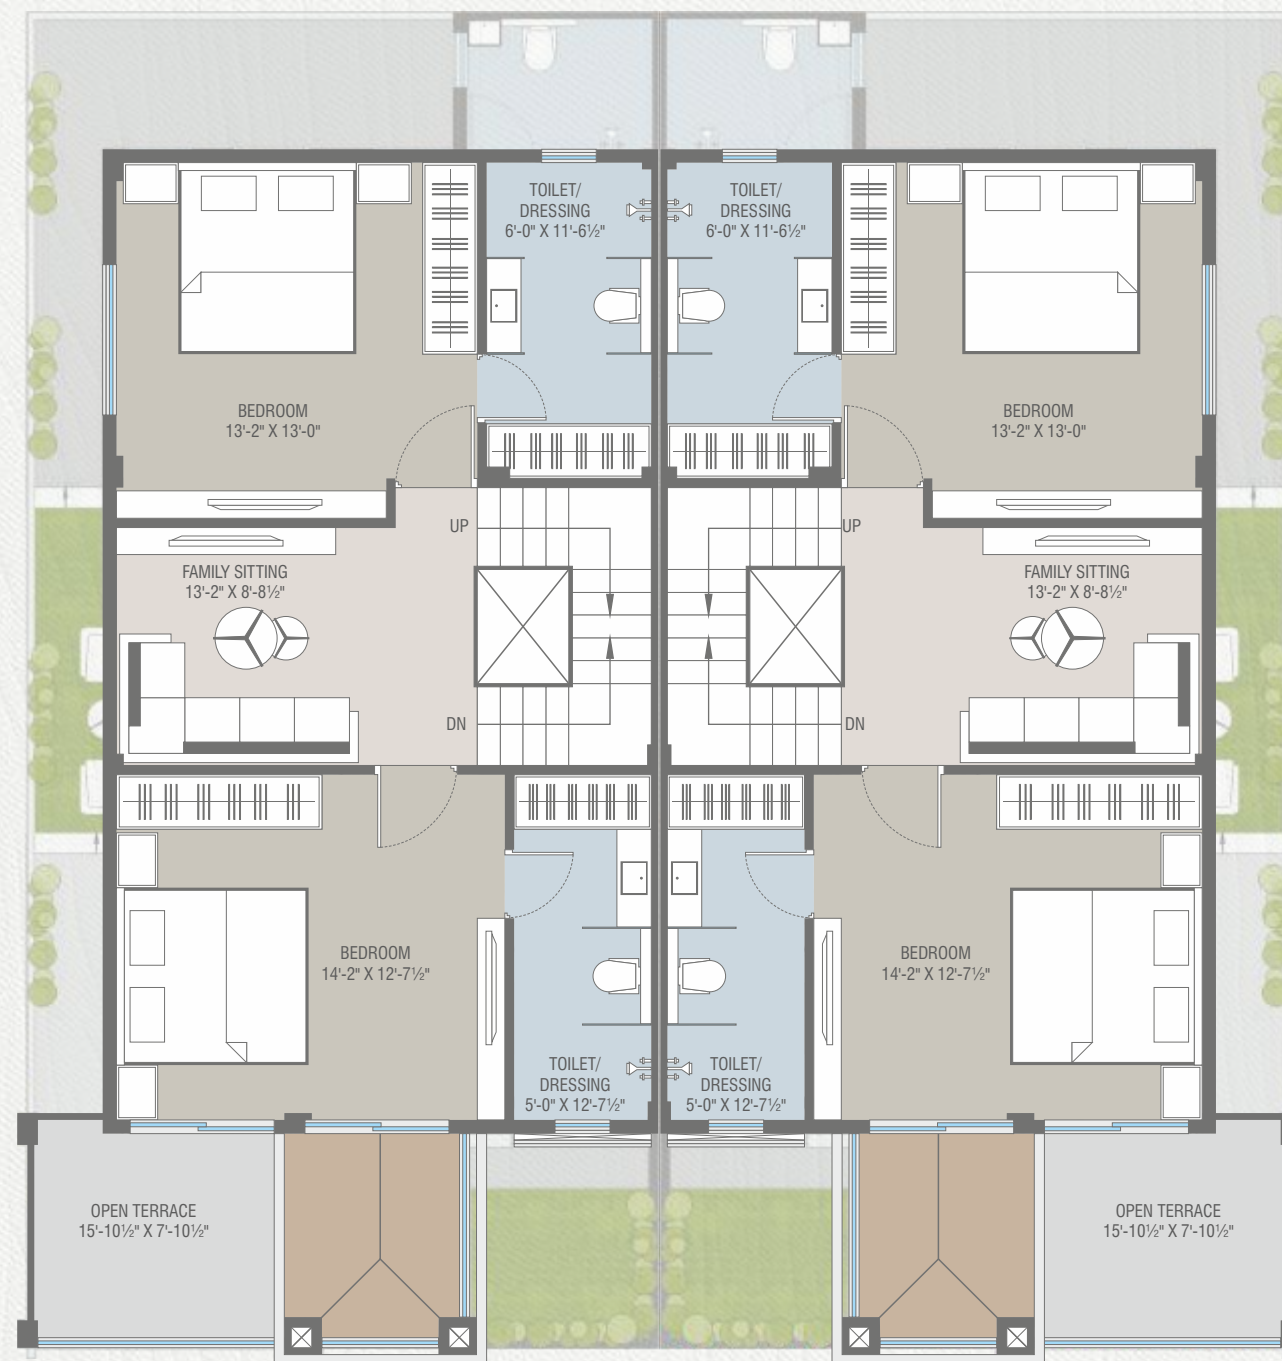 TOILET/
DRESSING
6'-0" X 11'-6½"
TOILET/
DRESSING
6'-0" X 11'-6½"
BEDROOM
13'-2" X 13'-0"
BEDROOM
13'-2" X 13'-0"
UP
UP
FAMILY SITTING
13'-2" X 8'-8½"
FAMILY SITTING
13'-2" X 8'-8½"
DN
DN
BEDROOM
14'-2" X 12'-7½"
BEDROOM
14'-2" X 12'-7½"
TOILET/
DRESSING
5'-0" X 12'-7½"
TOILET/
DRESSING
5'-0" X 12'-7½"
OPEN TERRACE
15'-10½" X 7'-10½"
OPEN TERRACE
15'-10½" X 7'-10½"